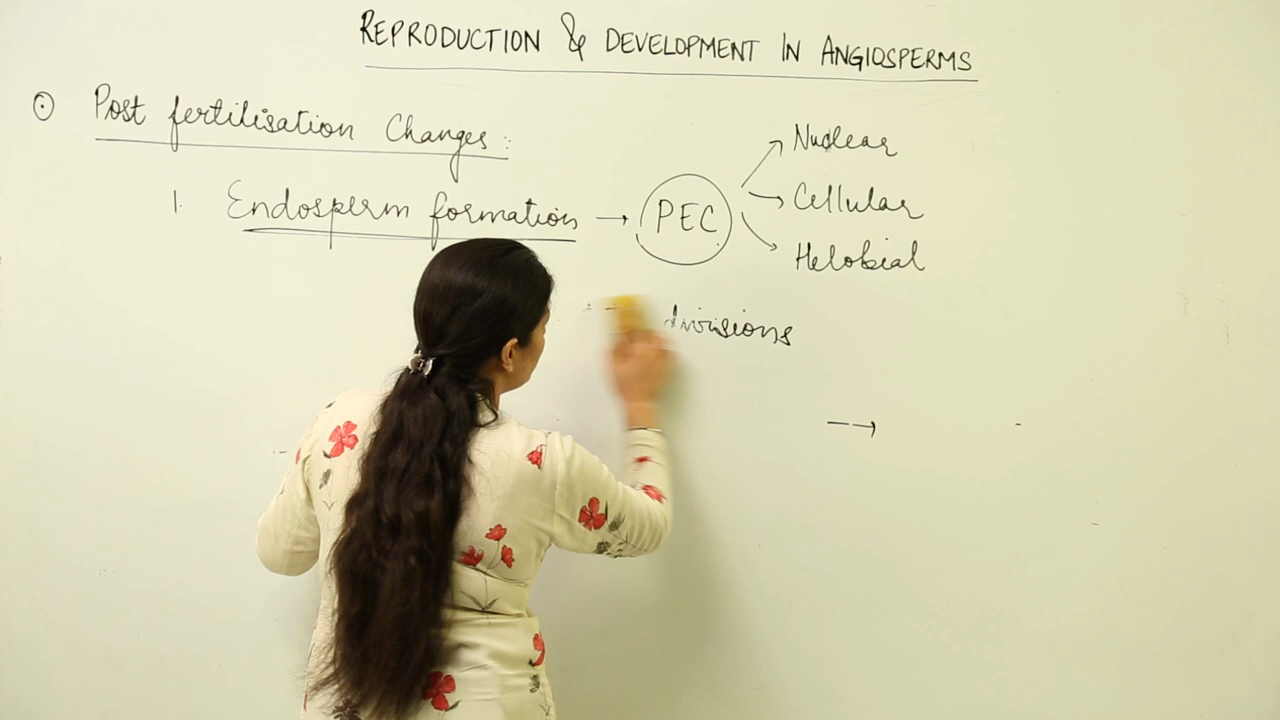 REPRODUCTION & DEVELOPMENT IN ANGIOSPERMS
⊙ Post fertilisation Changes:
1. Endosperm formation → PEC
Nuclear
Cellular
Helobial
divisions
→